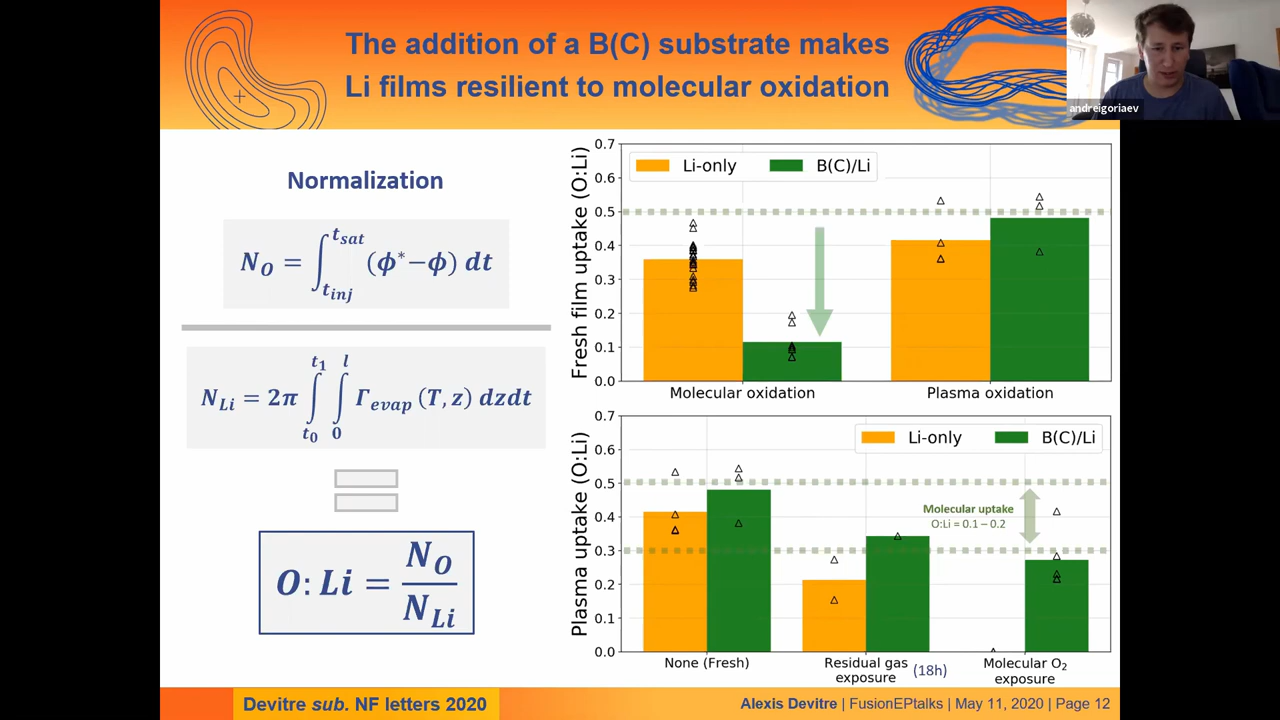 The addition of a B(C) substrate makes
Li films resilient to molecular oxidation
andreigoriaev
Normalization
N_O = ∫_{t_inj}^{t_sat} (ϕ* − ϕ) dt
N_Li = 2π ∫_{t_0}^{t_1} ∫_0^l Γ_evap (T, z) dzdt
O: Li = N_O / N_Li
Fresh film uptake (O:Li)
0.7
0.6
0.5
0.4
0.3
0.2
0.1
0.0
Li-only
B(C)/Li
Molecular oxidation
Plasma oxidation
Plasma uptake (O:Li)
0.7
0.6
0.5
0.4
0.3
0.2
0.1
0.0
Li-only
B(C)/Li
Molecular uptake
O:Li = 0.1 – 0.2
None (Fresh)
Residual gas
exposure
(18h)
Molecular O₂
exposure
Devitre sub. NF letters 2020
Alexis Devitre | FusionEPtalks | May 11, 2020 | Page 12